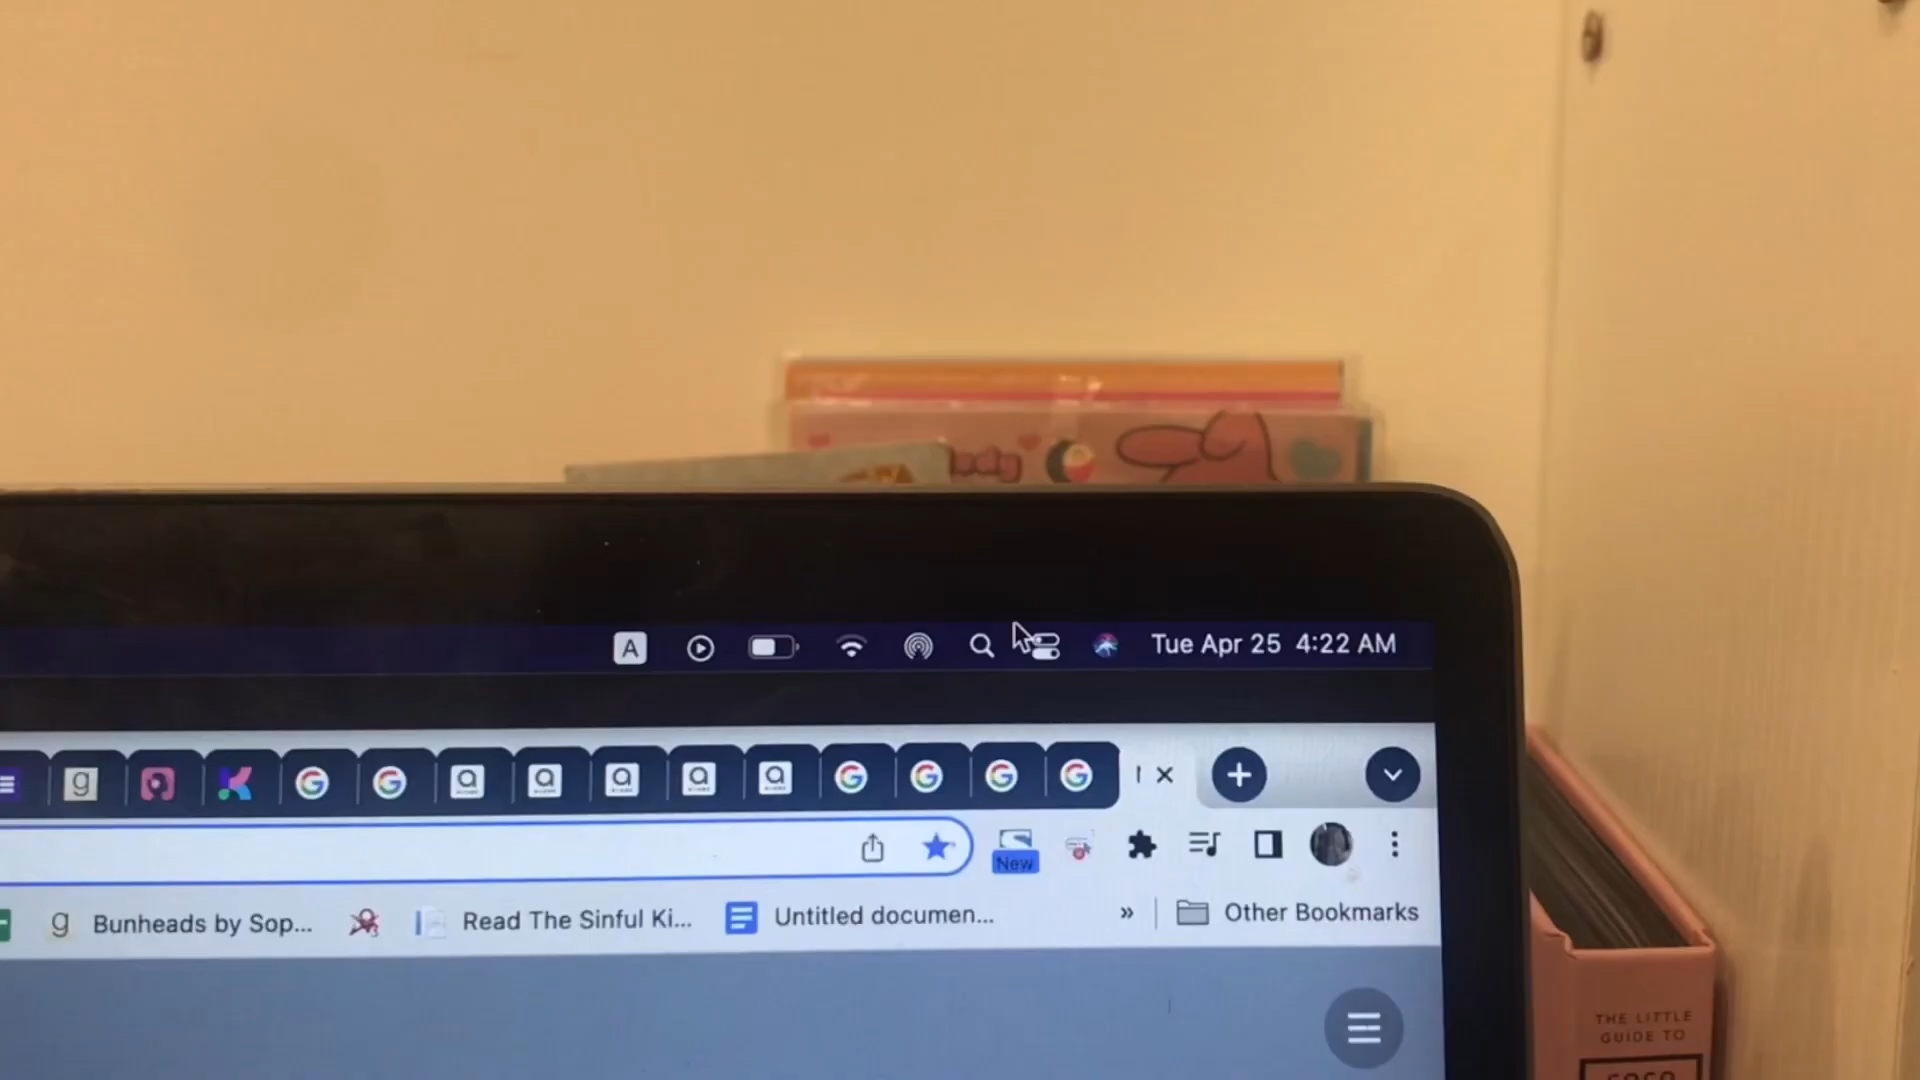 A
Tue Apr 25 4:22 AM
g
New
g Bunheads by Sop...
Read The Sinful Ki...
Untitled documen...
»
Other Bookmarks
THE LITTLE
GUIDE TO